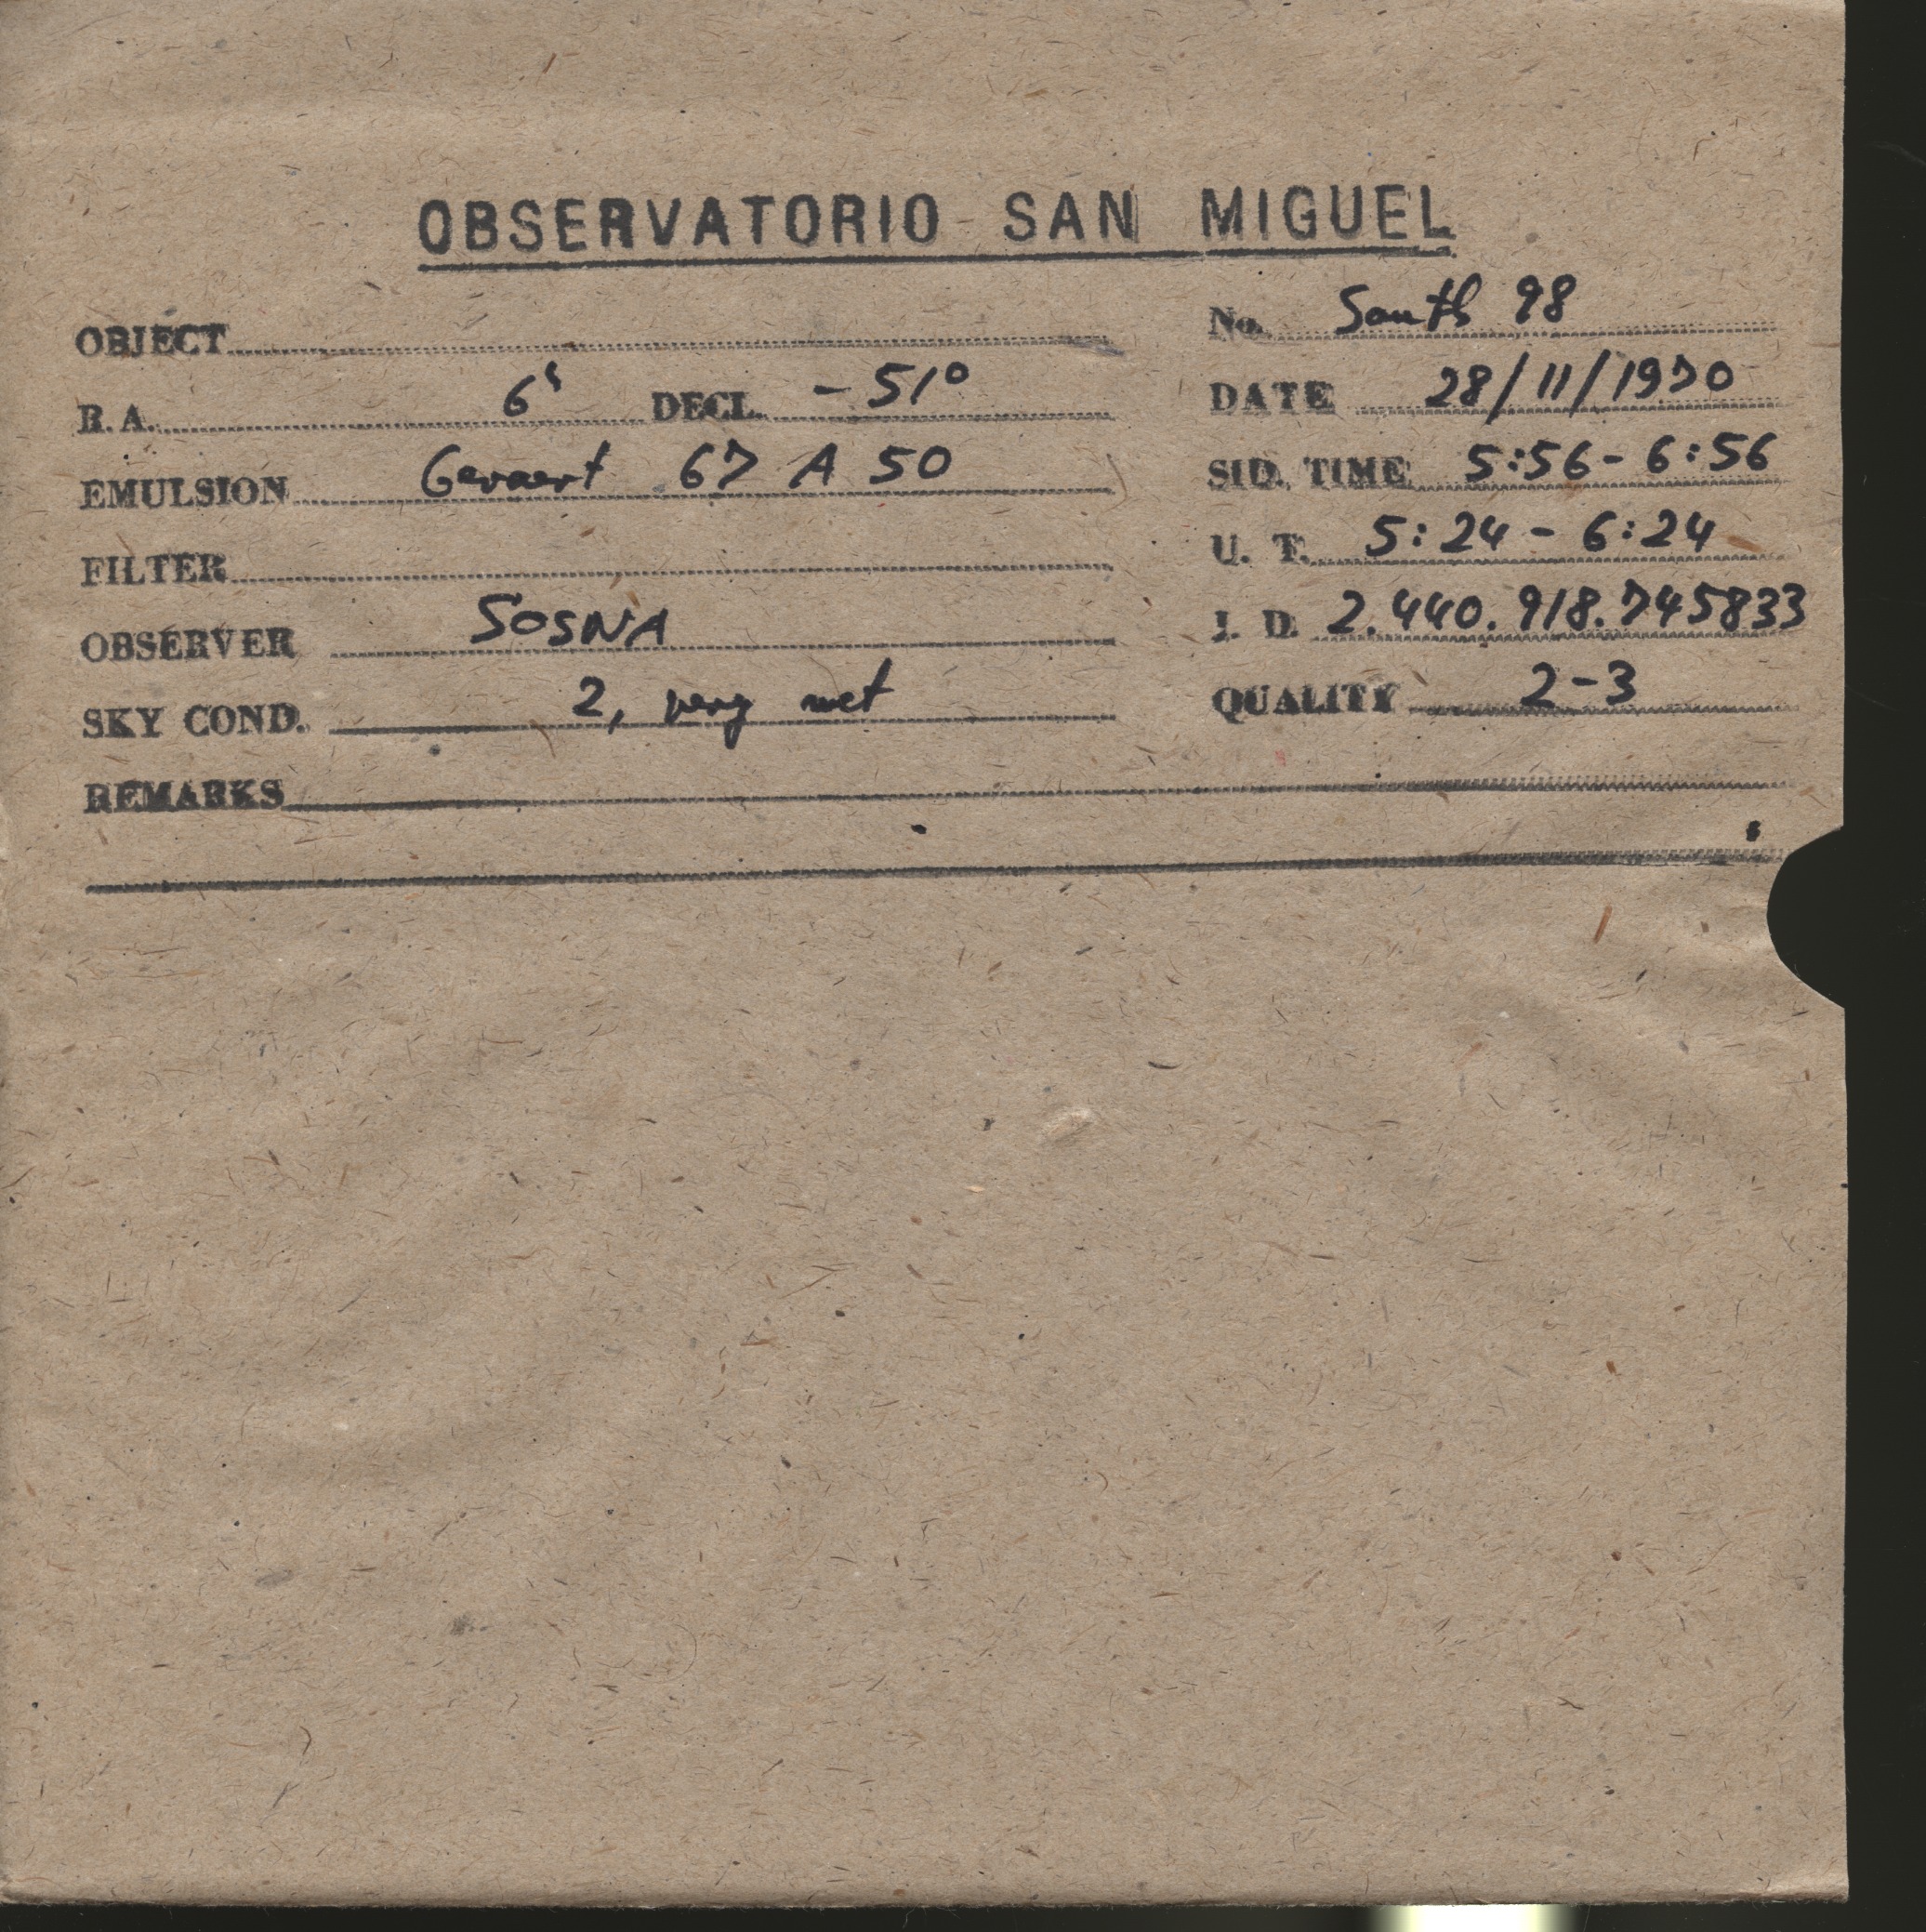 OBSERVATORIO SAN MIGUEL
OBJECT
No. South 98
R. A. 6h DECL. - 51°
DATE 28/11/1970
EMULSION Gevaert 67 A 50
SID. TIME 5:56 - 6:56
FILTER
U. T. 5:24 - 6:24
OBSERVER SOSNA
J. D. 2.440.918.745833
SKY COND. 2, very wet
QUALITY 2-3
REMARKS